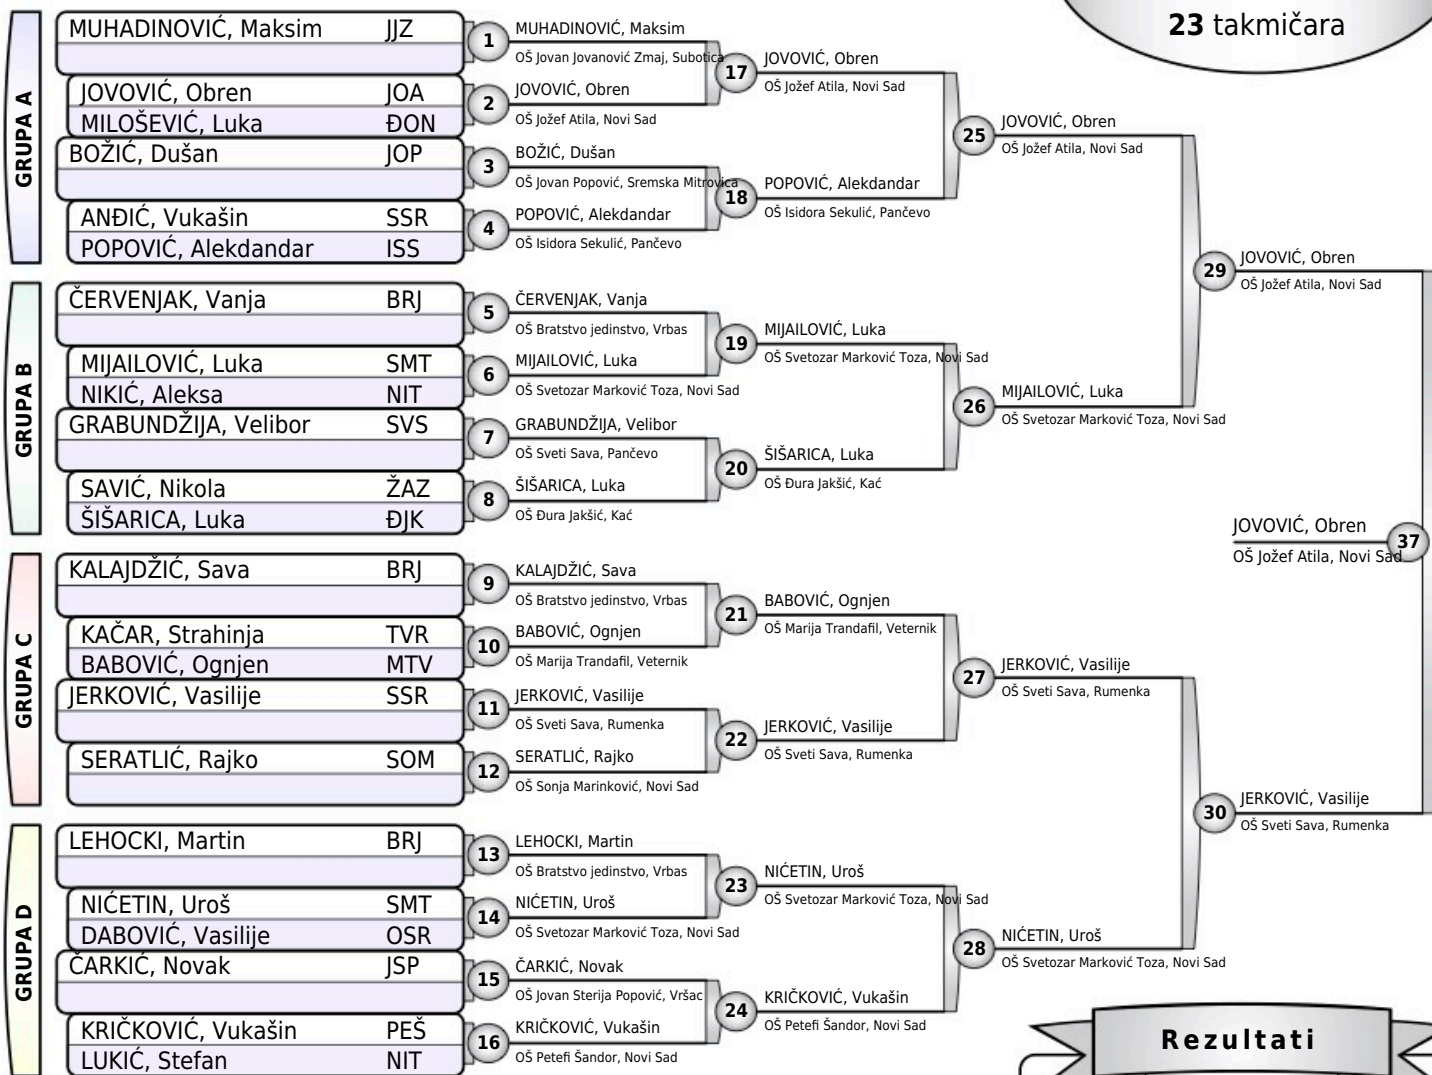 23 takmičara
GRUPA A
MUHADINOVIĆ, Maksim JJZ
JOVOVIĆ, Obren JOA
MILOŠEVIĆ, Luka ĐON
BOŽIĆ, Dušan JOP
ANĐIĆ, Vukašin SSR
POPOVIĆ, Alekdandar ISS
GRUPA B
ČERVENJAK, Vanja BRJ
MIJAILOVIĆ, Luka SMT
NIKIĆ, Aleksa NIT
GRABUNDŽIJA, Velibor SVS
SAVIĆ, Nikola ŽAZ
ŠIŠARICA, Luka ĐJK
GRUPA C
KALAJDŽIĆ, Sava BRJ
KAČAR, Strahinja TVR
BABOVIĆ, Ognjen MTV
JERKOVIĆ, Vasilije SSR
SERATLIĆ, Rajko SOM
GRUPA D
LEHOCKI, Martin BRJ
NIĆETIN, Uroš SMT
DABOVIĆ, Vasilije OSR
ČARKIĆ, Novak JSP
KRIČKOVIĆ, Vukašin PEŠ
LUKIĆ, Stefan NIT
1 MUHADINOVIĆ, Maksim
OŠ Jovan Jovanović Zmaj, Subotica
2 JOVOVIĆ, Obren
OŠ Jožef Atila, Novi Sad
3 BOŽIĆ, Dušan
OŠ Jovan Popović, Sremska Mitrovica
4 POPOVIĆ, Alekdandar
OŠ Isidora Sekulić, Pančevo
5 ČERVENJAK, Vanja
OŠ Bratstvo jedinstvo, Vrbas
6 MIJAILOVIĆ, Luka
OŠ Svetozar Marković Toza, Novi Sad
7 GRABUNDŽIJA, Velibor
OŠ Sveti Sava, Pančevo
8 ŠIŠARICA, Luka
OŠ Đura Jakšić, Kać
9 KALAJDŽIĆ, Sava
OŠ Bratstvo jedinstvo, Vrbas
10 BABOVIĆ, Ognjen
OŠ Marija Trandafil, Veternik
11 JERKOVIĆ, Vasilije
OŠ Sveti Sava, Rumenka
12 SERATLIĆ, Rajko
OŠ Sonja Marinković, Novi Sad
13 LEHOCKI, Martin
OŠ Bratstvo jedinstvo, Vrbas
14 NIĆETIN, Uroš
OŠ Svetozar Marković Toza, Novi Sad
15 ČARKIĆ, Novak
OŠ Jovan Sterija Popović, Vršac
16 KRIČKOVIĆ, Vukašin
OŠ Petefi Šandor, Novi Sad
17 JOVOVIĆ, Obren
OŠ Jožef Atila, Novi Sad
18 POPOVIĆ, Alekdandar
OŠ Isidora Sekulić, Pančevo
19 MIJAILOVIĆ, Luka
OŠ Svetozar Marković Toza, Novi Sad
20 ŠIŠARICA, Luka
OŠ Đura Jakšić, Kać
21 BABOVIĆ, Ognjen
OŠ Marija Trandafil, Veternik
22 JERKOVIĆ, Vasilije
OŠ Sveti Sava, Rumenka
23 NIĆETIN, Uroš
OŠ Svetozar Marković Toza, Novi Sad
24 KRIČKOVIĆ, Vukašin
OŠ Petefi Šandor, Novi Sad
25 JOVOVIĆ, Obren
OŠ Jožef Atila, Novi Sad
26 MIJAILOVIĆ, Luka
OŠ Svetozar Marković Toza, Novi Sad
27 JERKOVIĆ, Vasilije
OŠ Sveti Sava, Rumenka
28 NIĆETIN, Uroš
OŠ Svetozar Marković Toza, Novi Sad
29 JOVOVIĆ, Obren
OŠ Jožef Atila, Novi Sad
30 JERKOVIĆ, Vasilije
OŠ Sveti Sava, Rumenka
JOVOVIĆ, Obren 37
OŠ Jožef Atila, Novi Sad
Rezultati